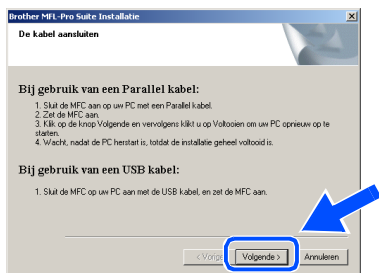 Brother MFL-Pro Suite Installatie
De kabel aansluiten
Bij gebruik van een Parallel kabel:
1. Sluit de MFC aan op uw PC met een Parallel kabel.
2. Zet de MFC aan.
3. Klik op de knop Volgende en vervolgens klikt u op Voltooien om uw PC opnieuw op te
starten.
4. Wacht, nadat de PC herstart is, totdat de installatie geheel voltooid is.
Bij gebruik van een USB kabel:
1. Sluit de MFC op uw PC aan met de USB kabel, en zet de MFC aan.
< Vorige Volgende > Annuleren